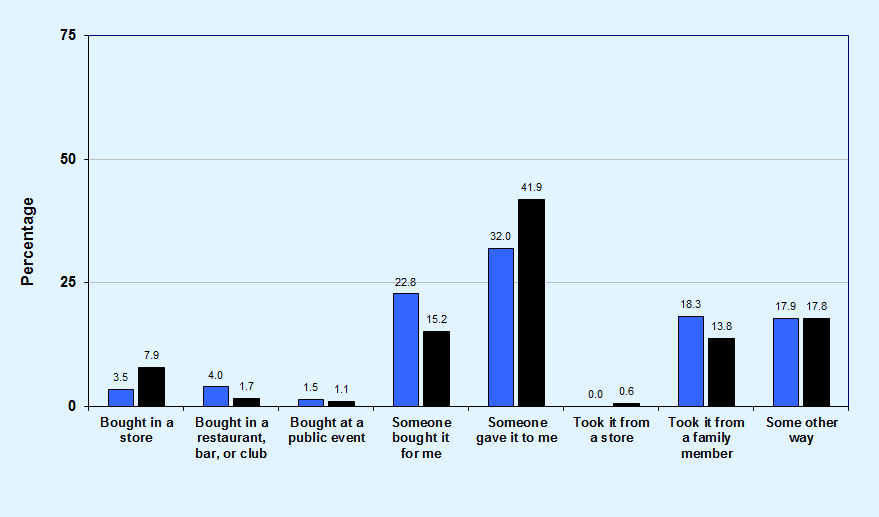 75
50
25
0
Percentage
3.5
7.9
4.0
1.7
1.5
1.1
22.8
15.2
32.0
41.9
0.0
0.6
18.3
13.8
17.9
17.8
Bought in a
store
Bought in a
restaurant,
bar, or club
Bought at a
public event
Someone
bought it
for me
Someone
gave it to me
Took it from
a store
Took it from
a family
member
Some other
way